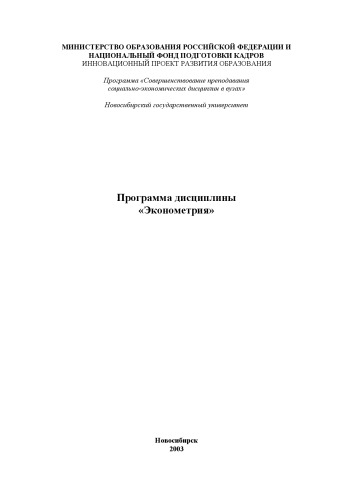 МИНИСТЕРСТВО ОБРАЗОВАНИЯ РОССИЙСКОЙ ФЕДЕРАЦИИ И
НАЦИОНАЛЬНЫЙ ФОНД ПОДГОТОВКИ КАДРОВ
ИННОВАЦИОННЫЙ ПРОЕКТ РАЗВИТИЯ ОБРАЗОВАНИЯ
Программа «Совершенствование преподавания
социально-экономических дисциплин в вузах»
Новосибирский государственный университет
Программа дисциплины
«Эконометрия»
Новосибирск
2003